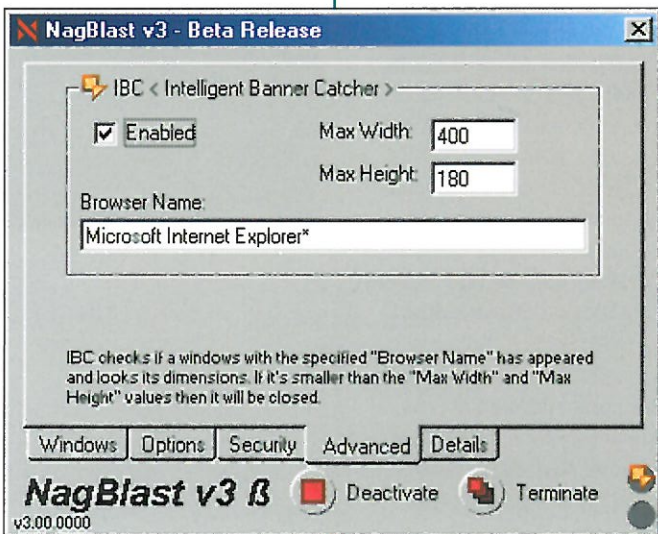 NagBlast v3 - Beta Release
IBC < Intelligent Banner Catcher >
Enabled
Max Width: 400
Max Height: 180
Browser Name:
Microsoft Internet Explorer*
IBC checks if a windows with the specified "Browser Name" has appeared
and looks its dimensions. If it's smaller than the "Max Width" and "Max
Height" values then it will be closed.
Windows Options Security Advanced Details
NagBlast v3 ß Deactivate Terminate
v3.00.0000